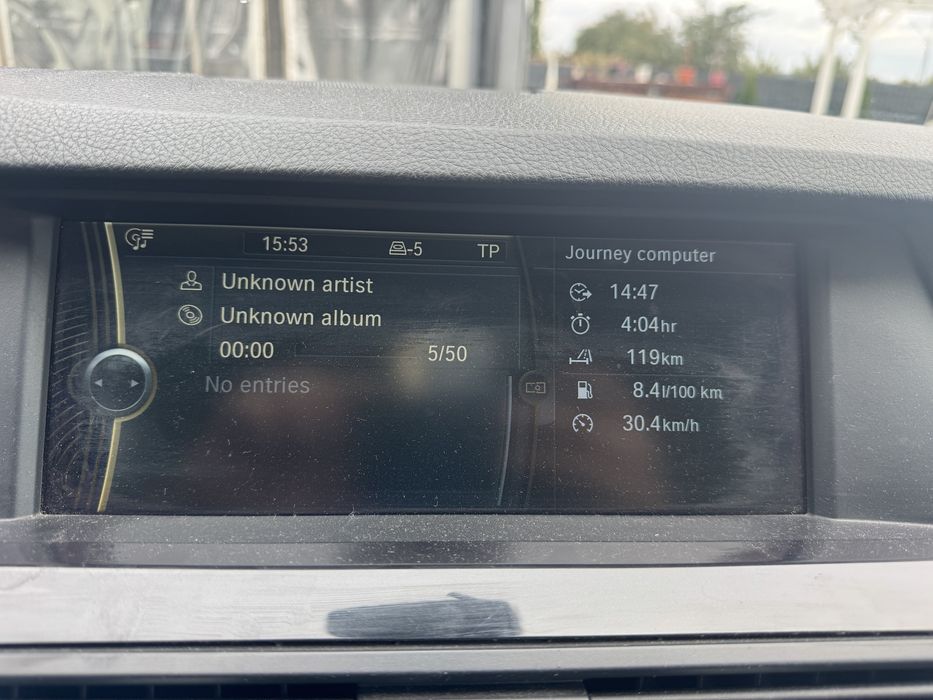 15:53 -5 TP
Unknown artist
Unknown album
00:00 5/50
No entries
Journey computer
14:47
4:04hr
119km
8.4l/100 km
30.4km/h